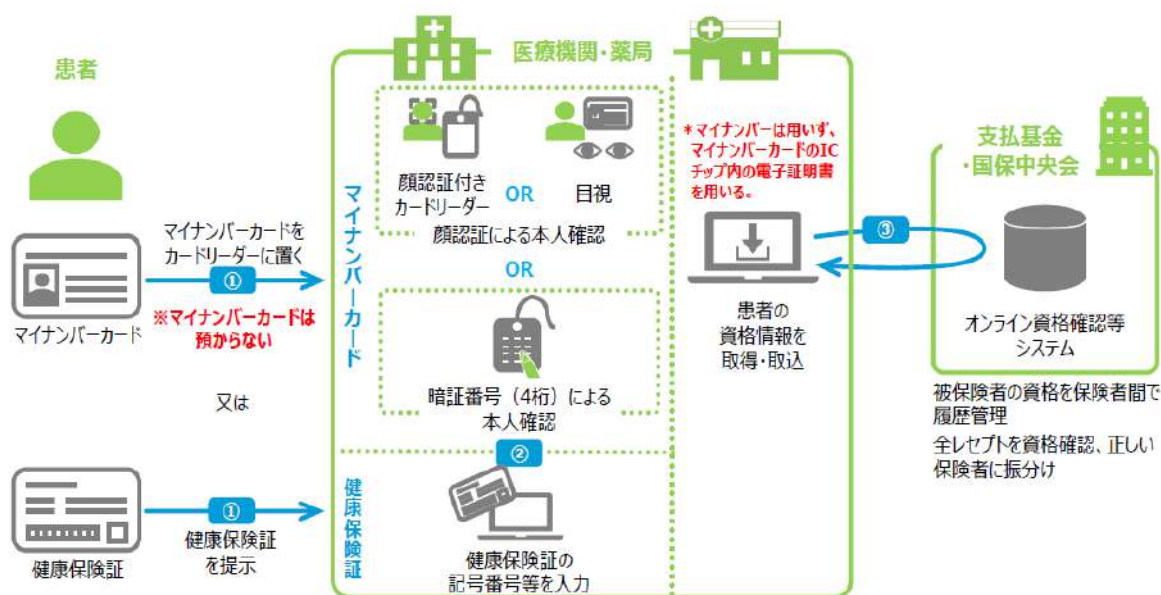 患者
医療機関・薬局
支払基金
・国保中央会
マイナンバーカード
マイナンバーカードを
カードリーダーに置く
①
※マイナンバーカードは
預からない
又は
健康保険証
①
健康保険証
を提示
マイナンバーカード
顔認証付き
カードリーダー
OR
目視
顔認証による本人確認
OR
暗証番号（4桁）による
本人確認
②
健康保険証
健康保険証の
記号番号等を入力
＊マイナンバーは用いず、
マイナンバーカードのIC
チップ内の電子証明書
を用いる。
③
患者の
資格情報を
取得・取込
オンライン資格確認等
システム
被保険者の資格を保険者間で
履歴管理
全レセプトを資格確認、正しい
保険者に振分け